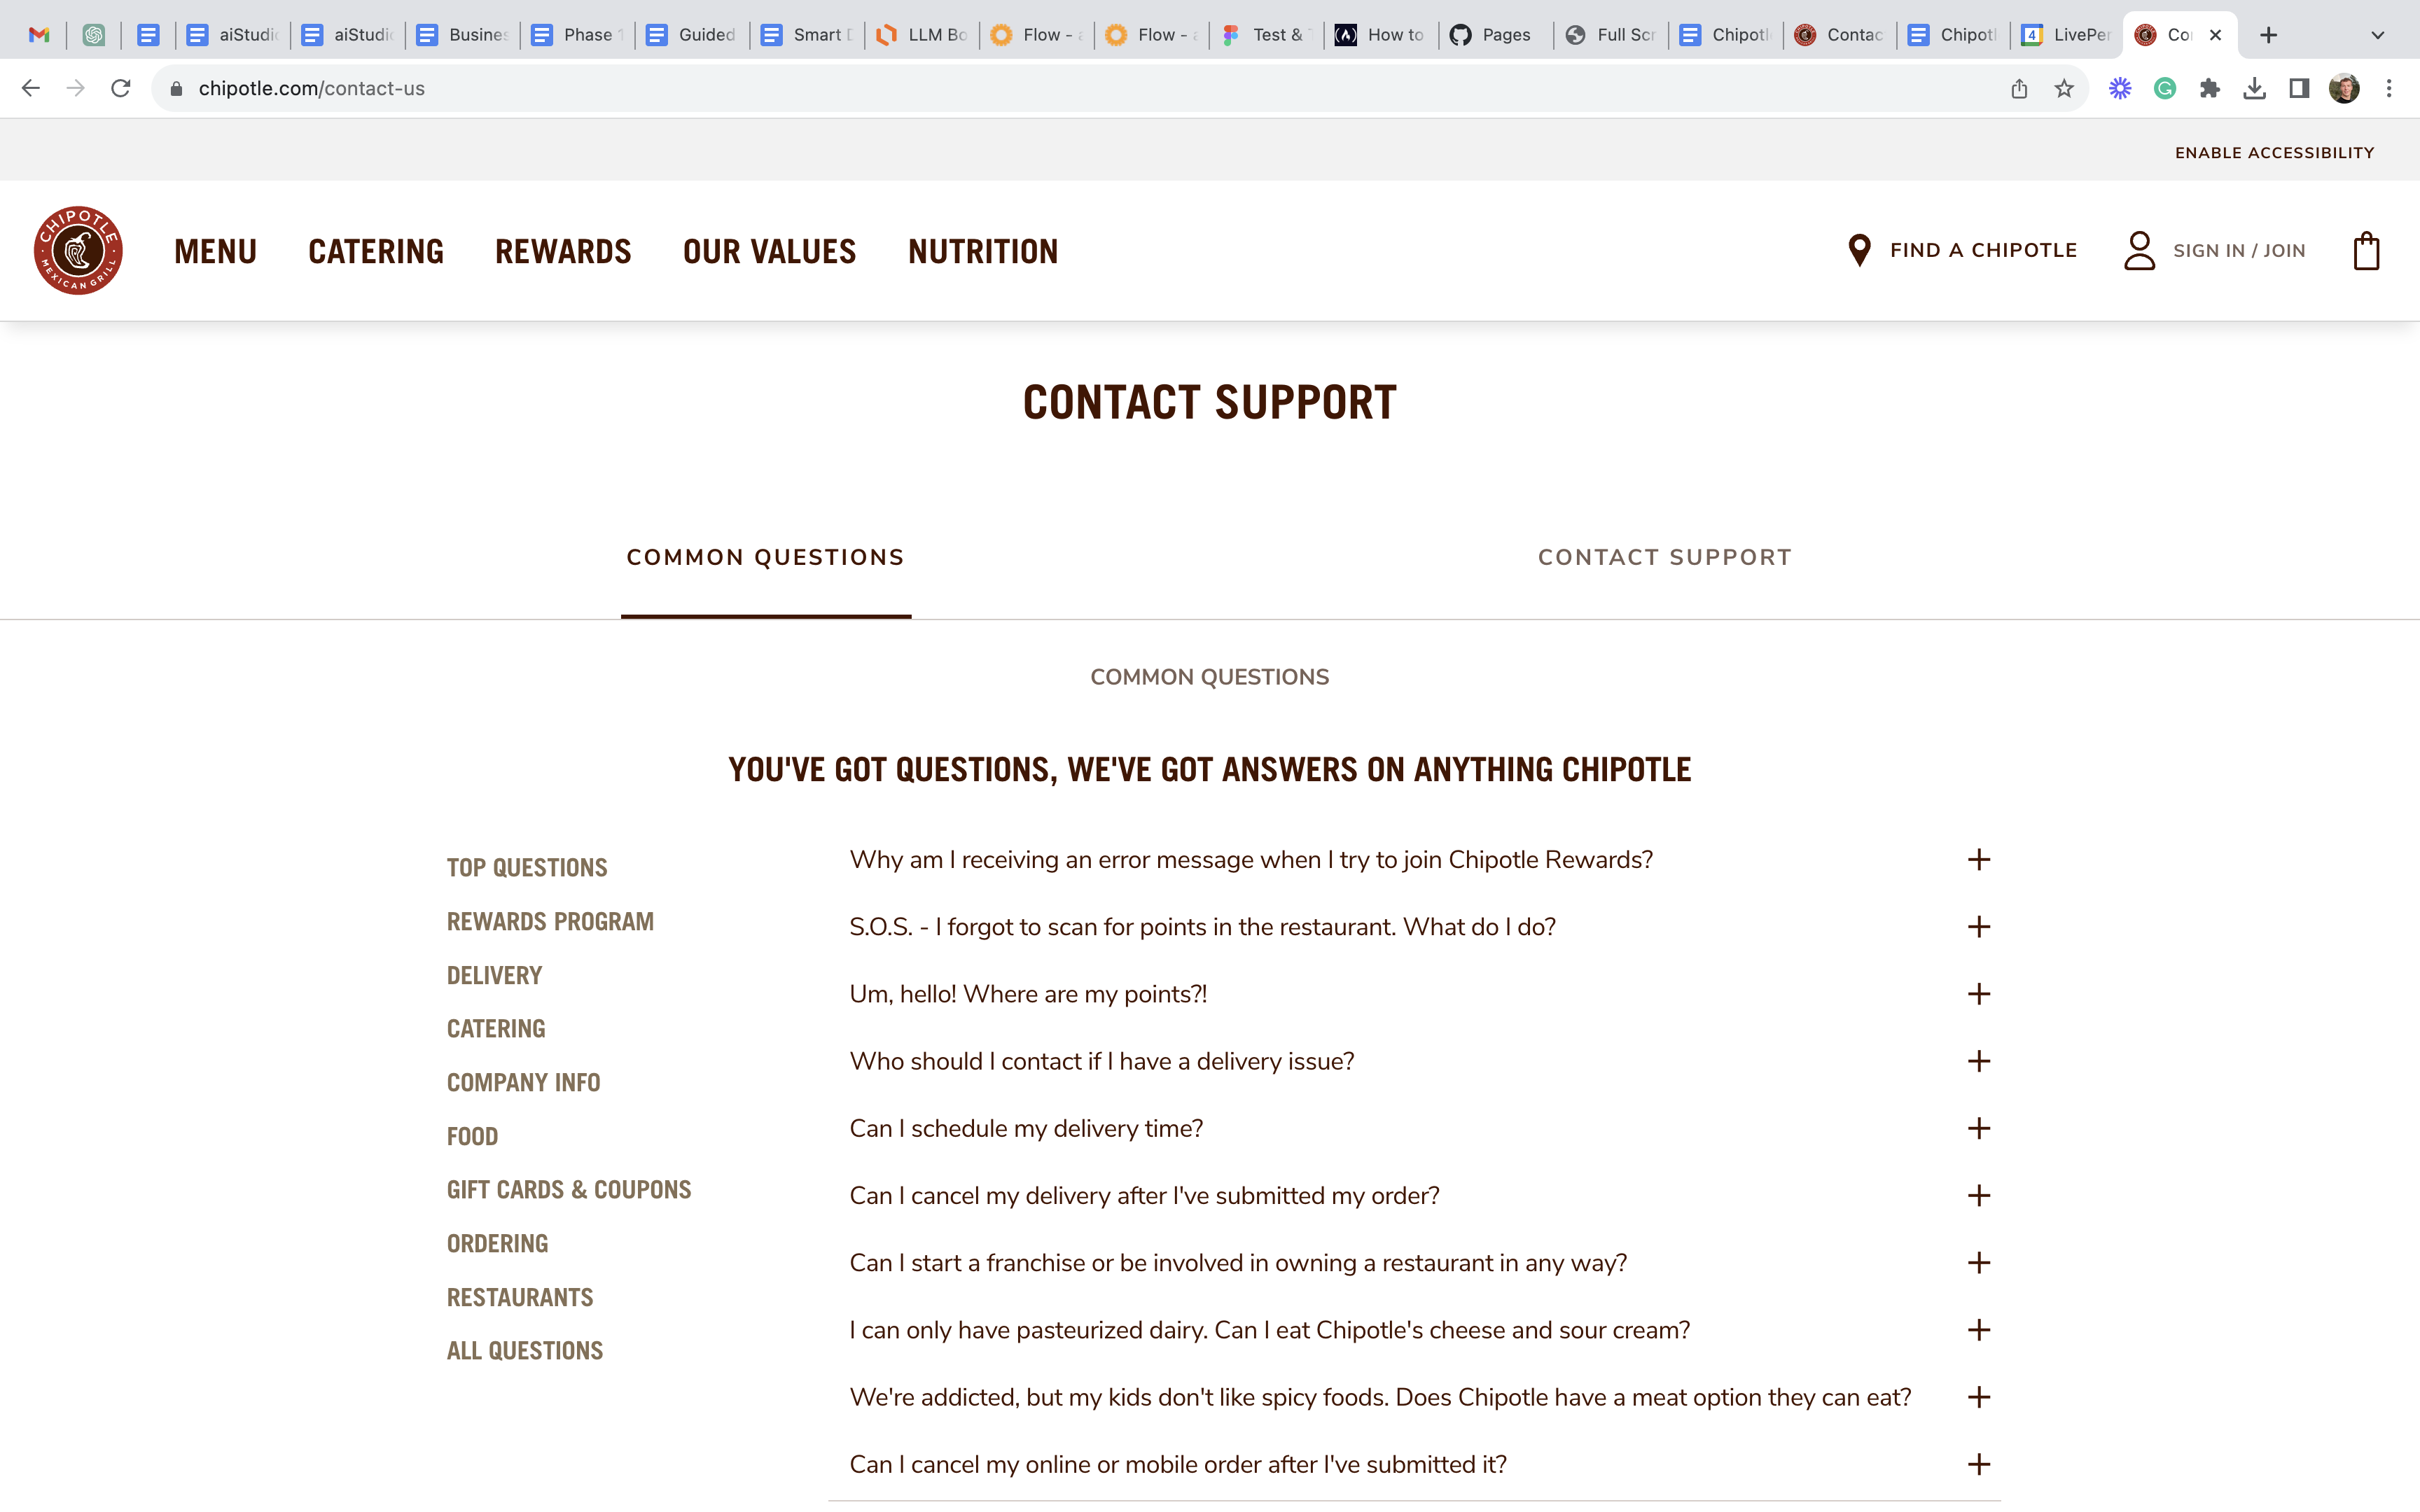 aiStudi
aiStudi
Busines
Phase 1
Guided
Smart D
LLM Bo
Flow - a
Flow - a
Test & T
How to
Pages
Full Scr
Chipotl
Contac
Chipotl
4
LivePer
Co
chipotle.com/contact-us
ENABLE ACCESSIBILITY
CHIPOTLE
MEXICAN GRILL
MENU
CATERING
REWARDS
OUR VALUES
NUTRITION
FIND A CHIPOTLE
SIGN IN / JOIN
CONTACT SUPPORT
COMMON QUESTIONS
CONTACT SUPPORT
COMMON QUESTIONS
YOU'VE GOT QUESTIONS, WE'VE GOT ANSWERS ON ANYTHING CHIPOTLE
TOP QUESTIONS
REWARDS PROGRAM
DELIVERY
CATERING
COMPANY INFO
FOOD
GIFT CARDS & COUPONS
ORDERING
RESTAURANTS
ALL QUESTIONS
Why am I receiving an error message when I try to join Chipotle Rewards?
S.O.S. - I forgot to scan for points in the restaurant. What do I do?
Um, hello! Where are my points?!
Who should I contact if I have a delivery issue?
Can I schedule my delivery time?
Can I cancel my delivery after I've submitted my order?
Can I start a franchise or be involved in owning a restaurant in any way?
I can only have pasteurized dairy. Can I eat Chipotle's cheese and sour cream?
We're addicted, but my kids don't like spicy foods. Does Chipotle have a meat option they can eat?
Can I cancel my online or mobile order after I've submitted it?